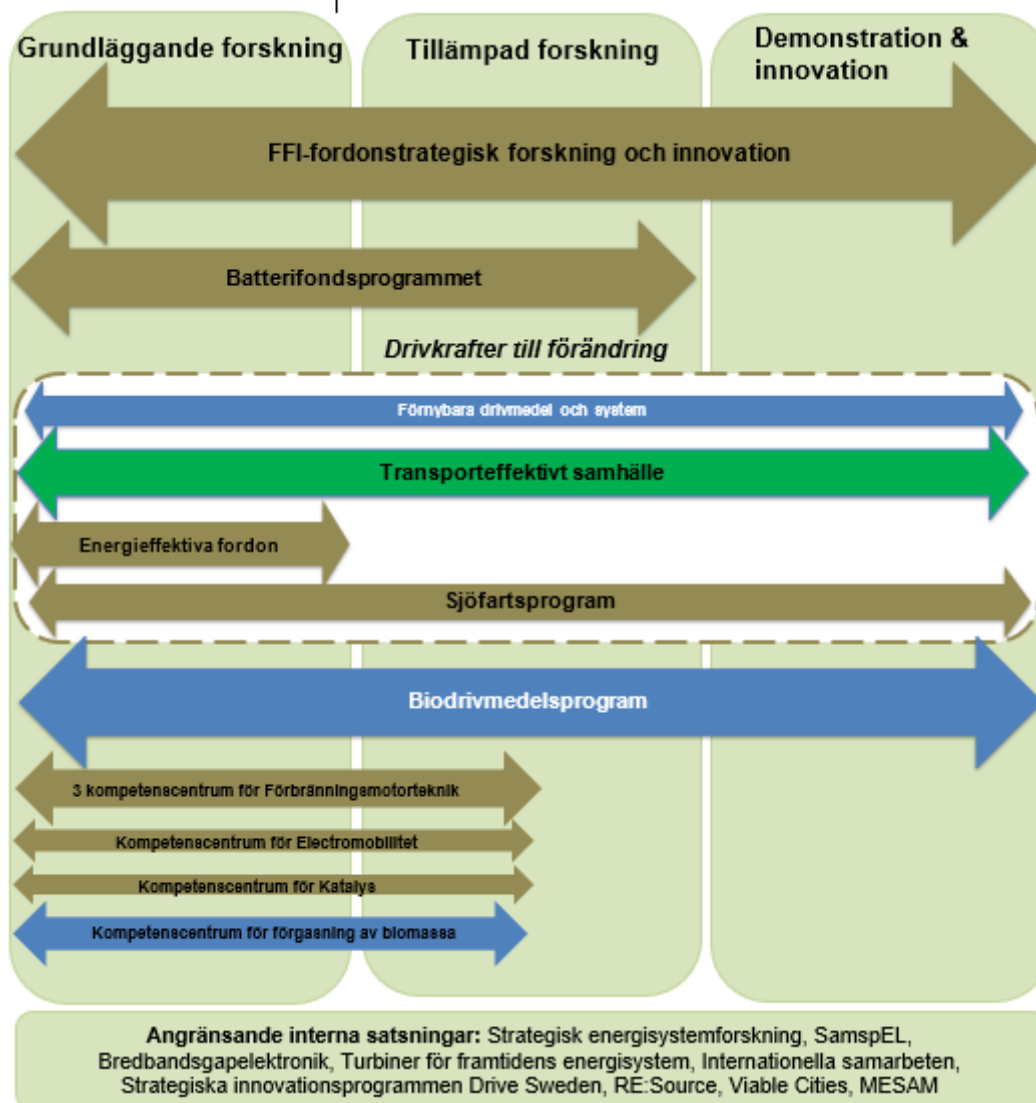 Grundläggande forskning
Tillämpad forskning
Demonstration &
innovation
FFI-fordonstrategisk forskning och innovation
Batterifondsprogrammet
Drivkrafter till förändring
Förnybara drivmedel och system
Transporteffektivt samhälle
Energieffektiva fordon
Sjöfartsprogram
Biodrivmedelsprogram
3 kompetenscentrum för Förbränningsmotorteknik
Kompetenscentrum för Electromobilitet
Kompetenscentrum för Katalys
Kompetenscentrum för förgasning av biomassa
Angränsande interna satsningar: Strategisk energisystemforskning, SamspEL,
Bredbandsgapelektronik, Turbiner för framtidens energisystem, Internationella samarbeten,
Strategiska innovationsprogrammen Drive Sweden, RE:Source, Viable Cities, MESAM